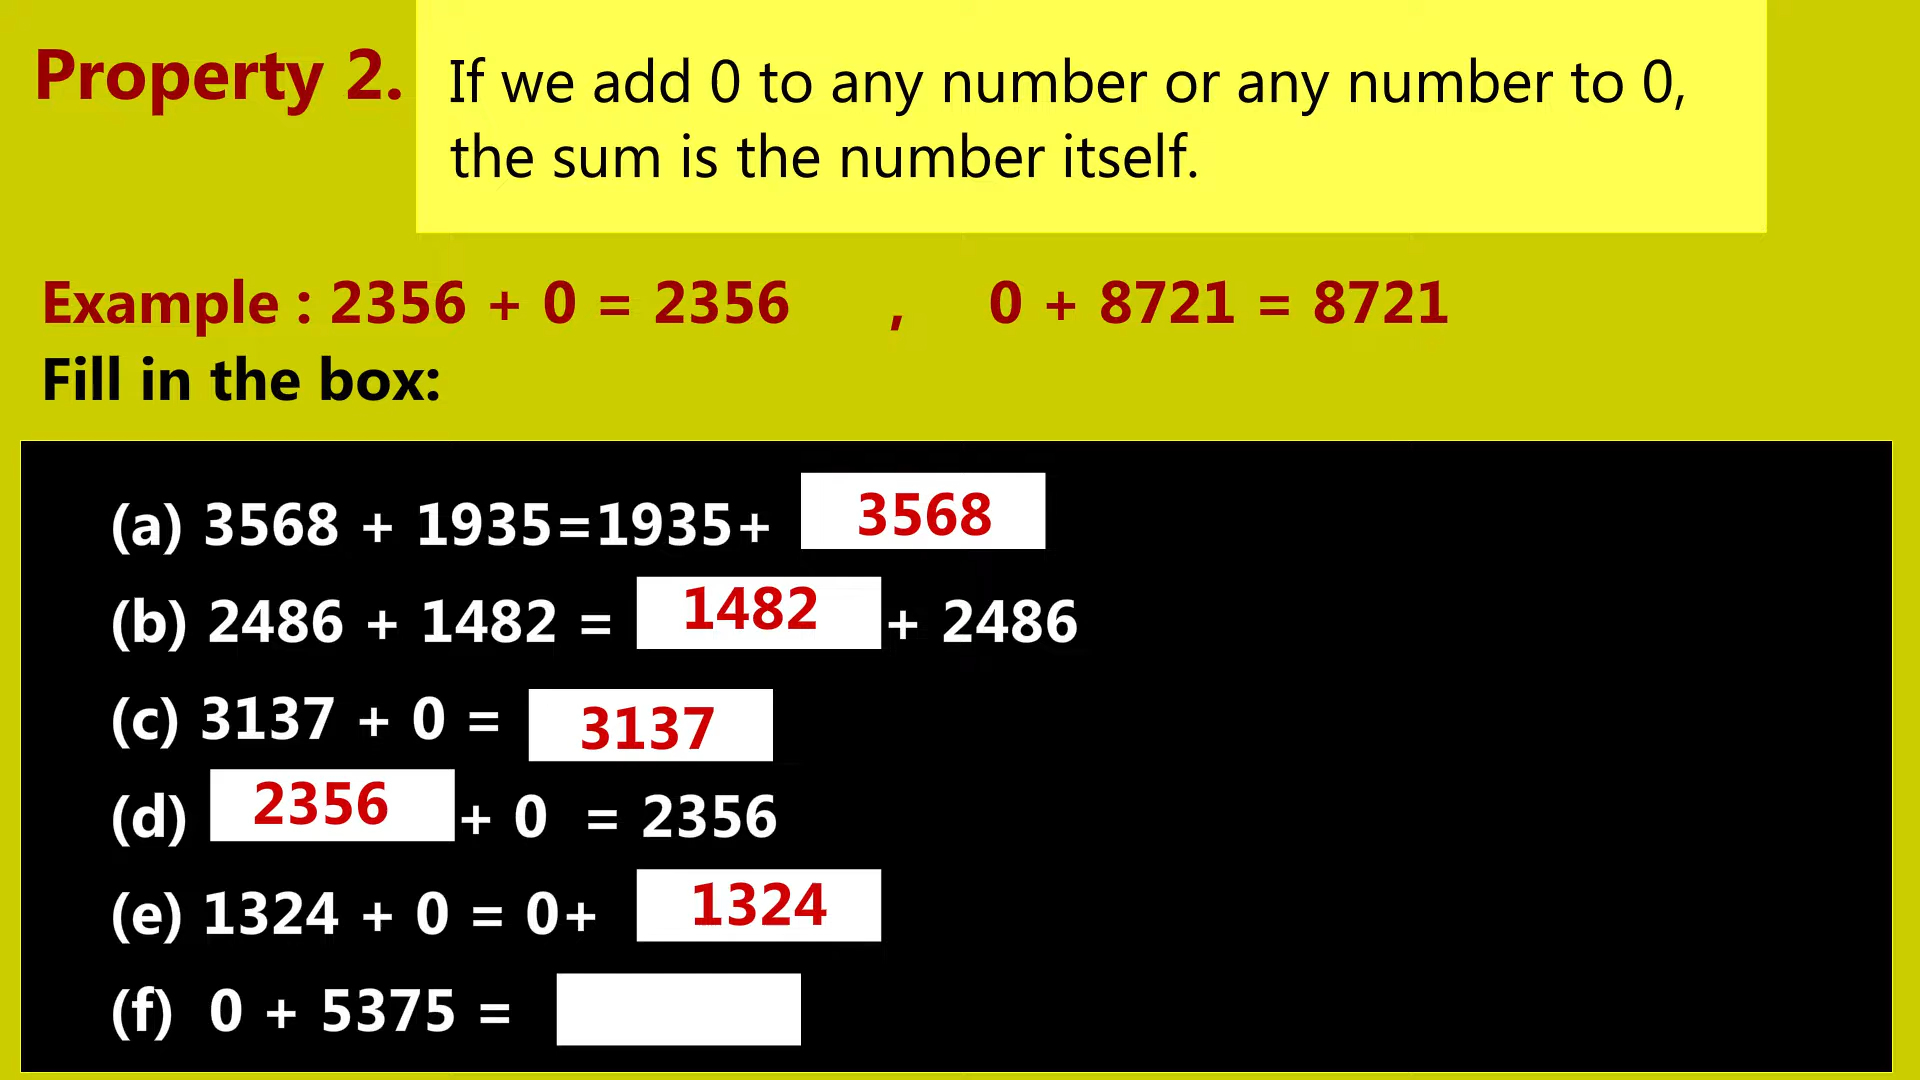 Property 2.
If we add 0 to any number or any number to 0,
the sum is the number itself.
Example : 2356 + 0 = 2356 , 0 + 8721 = 8721
Fill in the box:
(a) 3568 + 1935=1935+ 3568
(b) 2486 + 1482 = 1482 + 2486
(c) 3137 + 0 = 3137
(d) 2356 + 0 = 2356
(e) 1324 + 0 = 0+ 1324
(f) 0 + 5375 =